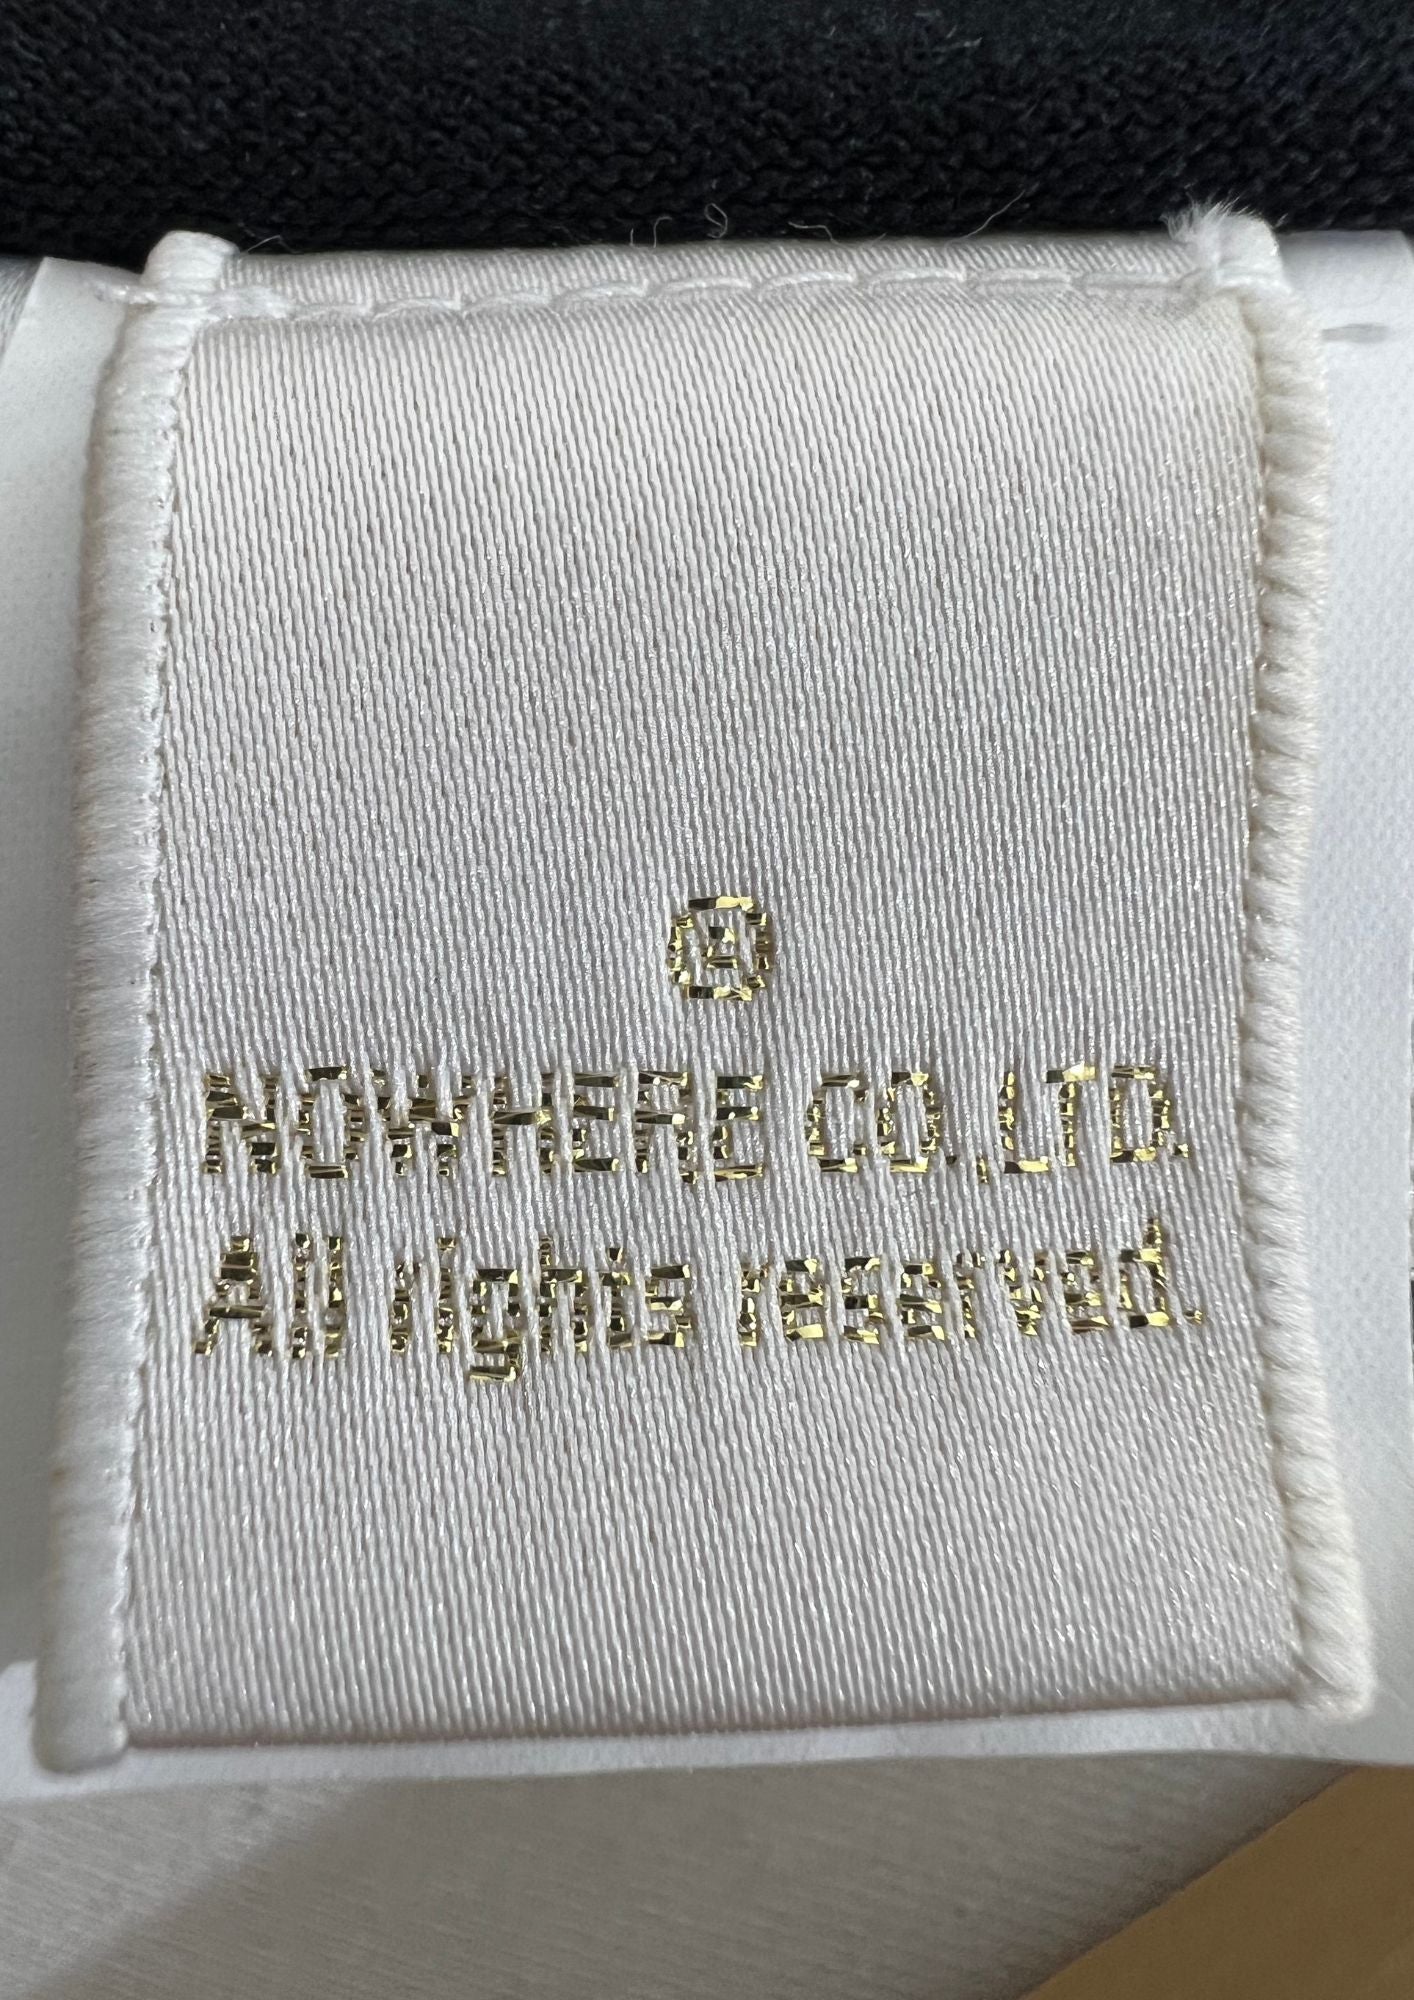 ®
NOWHERE CO.,LTD.
All rights reserved.